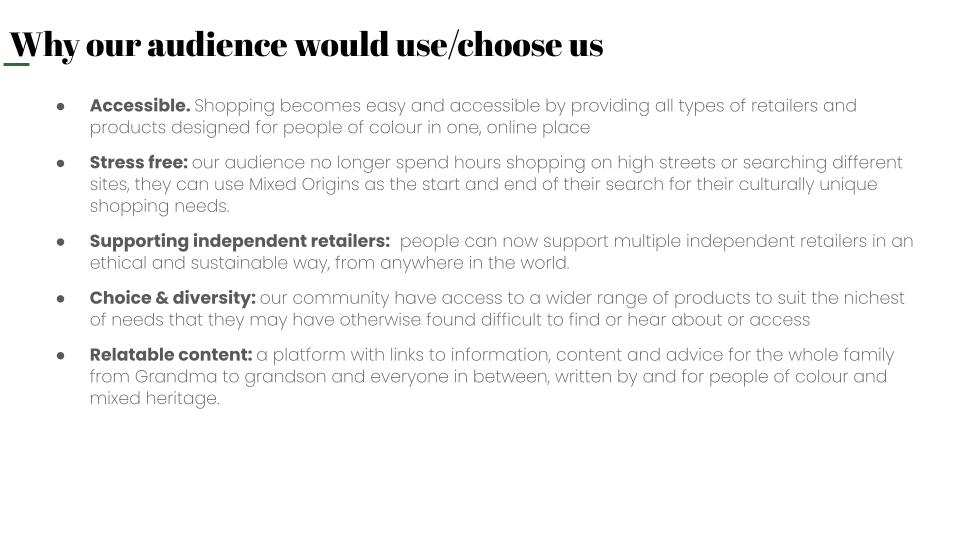 Why our audience would use/choose us
● Accessible. Shopping becomes easy and accessible by providing all types of retailers and
products designed for people of colour in one, online place
● Stress free: our audience no longer spend hours shopping on high streets or searching different
sites, they can use Mixed Origins as the start and end of their search for their culturally unique
shopping needs.
● Supporting independent retailers:  people can now support multiple independent retailers in an
ethical and sustainable way, from anywhere in the world.
● Choice & diversity: our community have access to a wider range of products to suit the nichest
of needs that they may have otherwise found difficult to find or hear about or access
● Relatable content: a platform with links to information, content and advice for the whole family
from Grandma to grandson and everyone in between, written by and for people of colour and
mixed heritage.